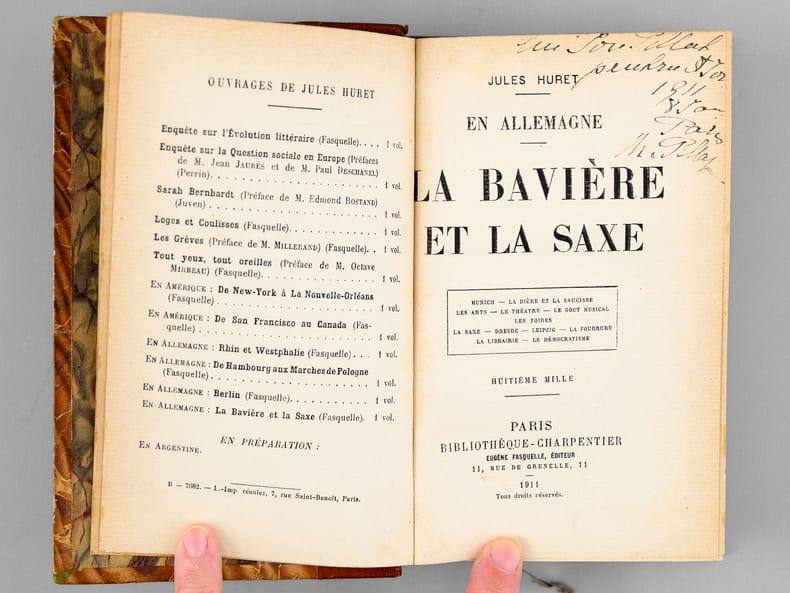 OUVRAGES DE JULES HURET
Enquête sur l'Évolution littéraire (Fasquelle). . . . 1 vol.
Enquête sur la Question sociale en Europe (Préfaces
de M. Jean JAURÈS et de M. Paul DESCHANEL)
(Perrin). . . . . . . . . . . . . . . . . . 1 vol.
Sarah Bernhardt (Préface de M. Edmond ROSTAND)
(Juven) . . . . . . . . . . . . . . . . . . 1 vol.
Loges et Coulisses (Fasquelle). . . . . . . . . . 1 vol.
Les Grèves (Préface de M. MILLERAND) (Fasquelle). . 1 vol.
Tout yeux, tout oreilles (Préface de M. Octave
MIRBEAU) (Fasquelle). . . . . . . . . . . . . 1 vol.
EN AMÉRIQUE : De New-York à La Nouvelle-Orléans
(Fasquelle) . . . . . . . . . . . . . . . . 1 vol.
EN AMÉRIQUE : De San Francisco au Canada (Fas-
quelle) . . . . . . . . . . . . . . . . . . 1 vol.
EN ALLEMAGNE : Rhin et Westphalie (Fasquelle). . . 1 vol.
EN ALLEMAGNE : De Hambourg aux Marches de Pologne
(Fasquelle) . . . . . . . . . . . . . . . . 1 vol.
EN ALLEMAGNE : Berlin (Fasquelle). . . . . . . . . 1 vol.
EN ALLEMAGNE : La Bavière et la Saxe (Fasquelle). 1 vol.
EN PRÉPARATION :
EN ARGENTINE.
D — 7682. — L.-Imp. réunies, 7, rue Saint-Benoît, Paris.
1911
Paris
JULES HURET
EN ALLEMAGNE
LA BAVIÈRE
ET LA SAXE
MUNICH — LA BIÈRE ET LA SAUCISSE
LES ARTS — LE THÉATRE — LE GOUT MUSICAL
LES FOIRES
LA SAXE — DRESDE — LEIPZIG — LA FOURRURE
LA LIBRAIRIE — LE DÉMOCRATISME
HUITIÈME MILLE
PARIS
BIBLIOTHÈQUE-CHARPENTIER
EUGÈNE FASQUELLE, ÉDITEUR
11, RUE DE GRENELLE, 11
1911
Tous droits réservés.